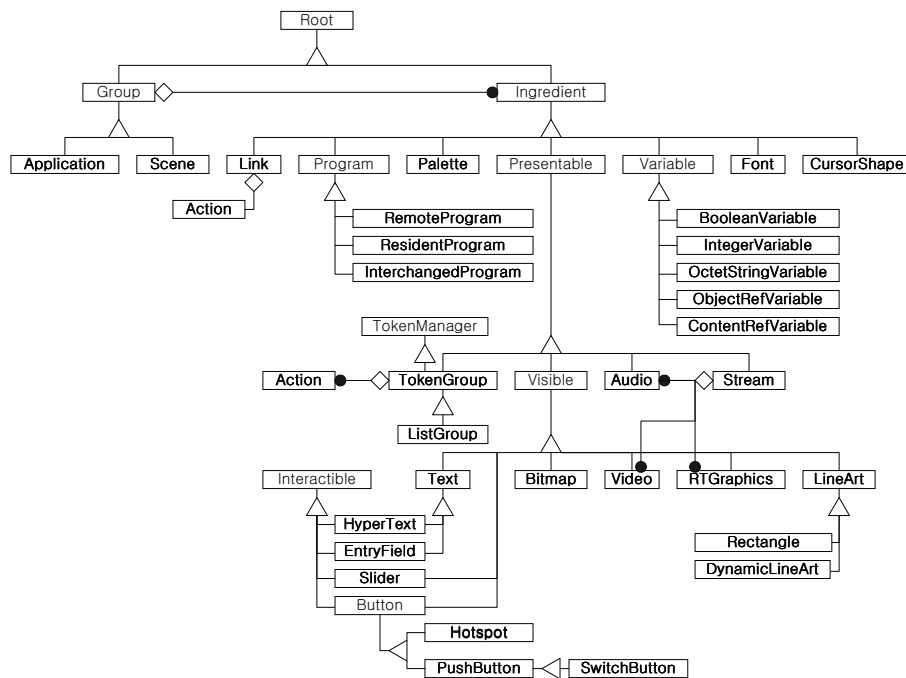 Root
Group
Ingredient
Application
Scene
Link
Program
Palette
Presentable
Variable
Font
CursorShape
Action
RemoteProgram
BooleanVariable
ResidentProgram
IntegerVariable
InterchangedProgram
OctetStringVariable
ObjectRefVariable
TokenManager
ContentRefVariable
Action
TokenGroup
Visible
Audio
Stream
ListGroup
Interactible
Text
Bitmap
Video
RTGraphics
LineArt
HyperText
Rectangle
EntryField
DynamicLineArt
Slider
Button
Hotspot
PushButton
SwitchButton